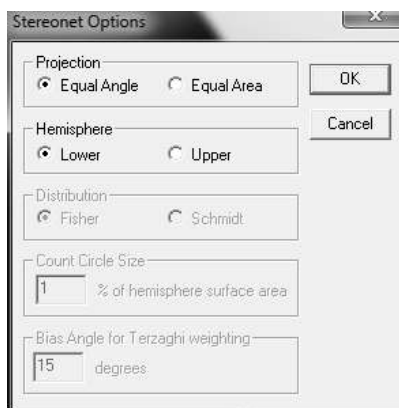 Stereonet Options
Projection
Equal Angle Equal Area
OK
Hemisphere
Cancel
Lower Upper
Distribution
Fisher Schmidt
Count Circle Size
1 % of hemisphere surface area
Bias Angle for Terzaghi weighting
15 degrees